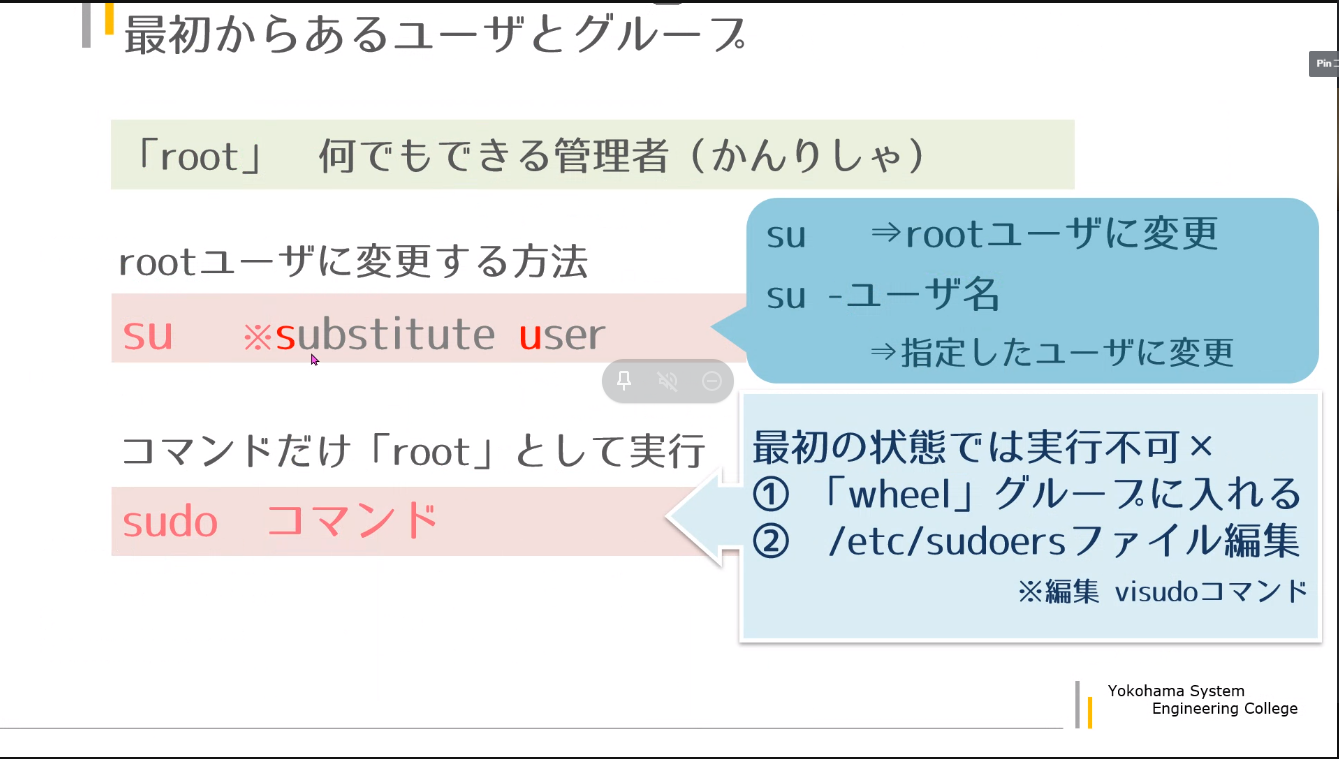 最初からあるユーザとグループ
Pin
「root」　何でもできる管理者（かんりしゃ）
rootユーザに変更する方法
su　※substitute user
su　⇒rootユーザに変更
su -ユーザ名
⇒指定したユーザに変更
コマンドだけ「root」として実行
sudo　コマンド
最初の状態では実行不可×
①　「wheel」グループに入れる
②　/etc/sudoersファイル編集
※編集 visudoコマンド
Yokohama System
Engineering College